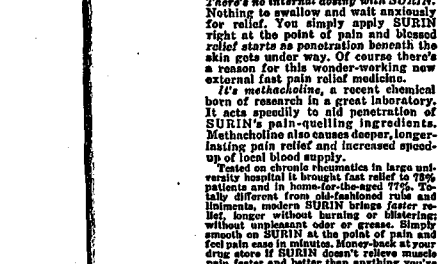 There's no internal dosing with SURIN.
Nothing to swallow and wait anxiously
for relief. You simply apply SURIN
right at the point of pain and blessed
relief starts as penetration beneath the
skin gets under way. Of course there's
a reason for this wonder-working new
external fast pain relief medicine.
It's methacholine, a recent chemical
born of research in a great laboratory.
It acts speedily to aid penetration of
SURIN's pain-quelling ingredients.
Methacholine also causes deeper, longer-
lasting pain relief and increased speed-
up of local blood supply.
Tested on chronic rheumatics in large uni-
versity hospital it brought fast relief to 78%
patients and in home-for-the-aged 77%. To-
tally different from old-fashioned rubs and
liniments, modern SURIN brings faster re-
lief, longer without burning or blistering;
without unpleasant odor or grease. Simply
smooth on SURIN at the point of pain and
feel pain ease in minutes. Money-back at your
drug store if SURIN doesn't relieve muscle
pain faster and better than anything you've